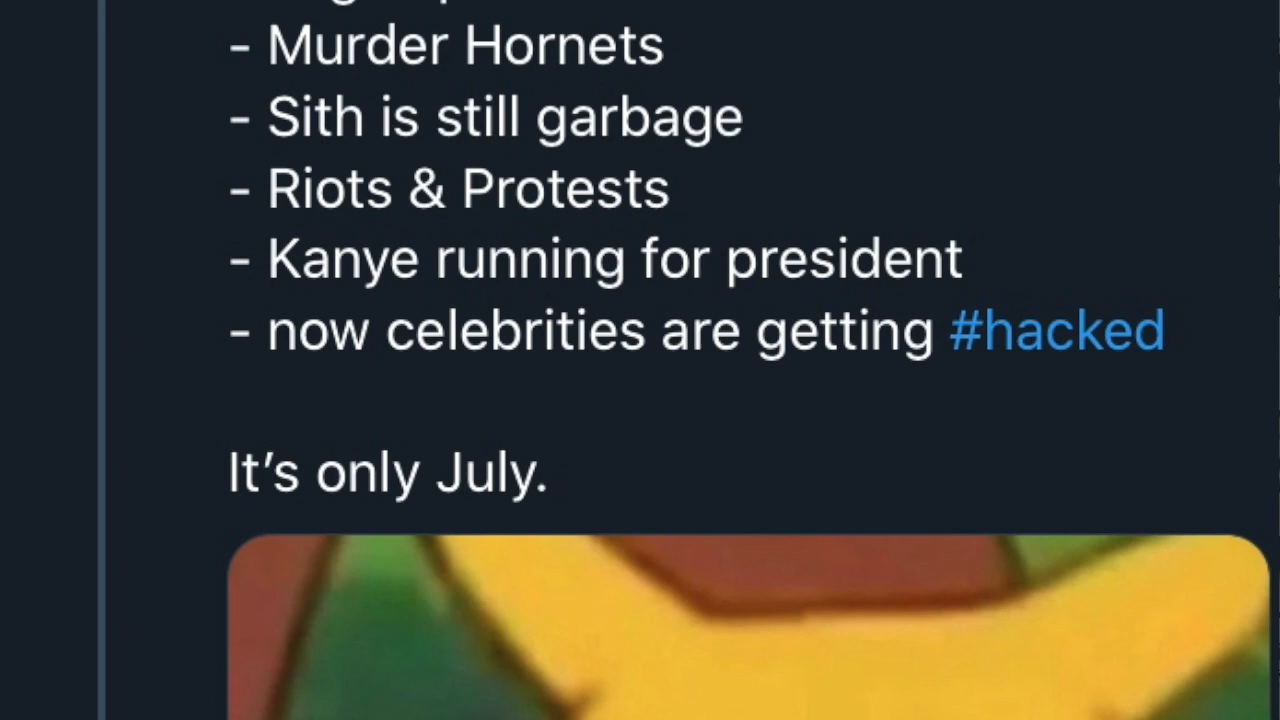 - Murder Hornets
- Sith is still garbage
- Riots & Protests
- Kanye running for president
- now celebrities are getting #hacked
It’s only July.